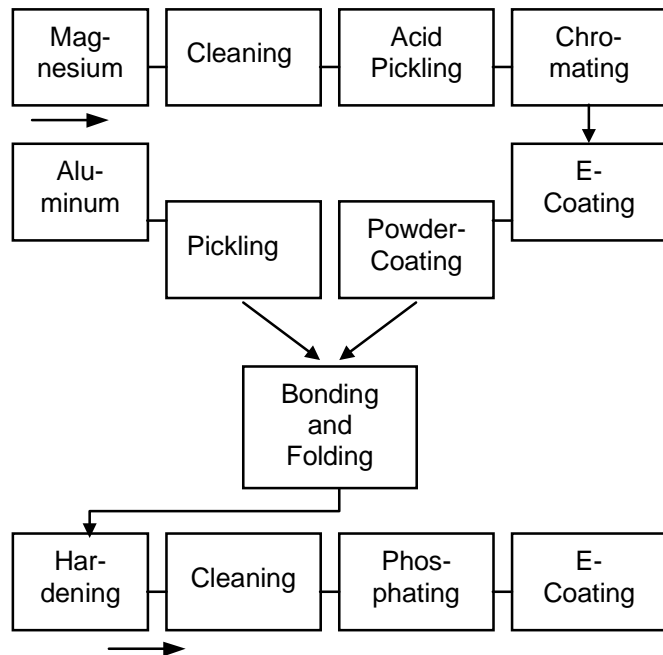 Mag-
nesium
Cleaning
Acid
Pickling
Chro-
mating
Alu-
minum
Pickling
Powder-
Coating
E-
Coating
Bonding
and
Folding
Har-
dening
Cleaning
Phos-
phating
E-
Coating